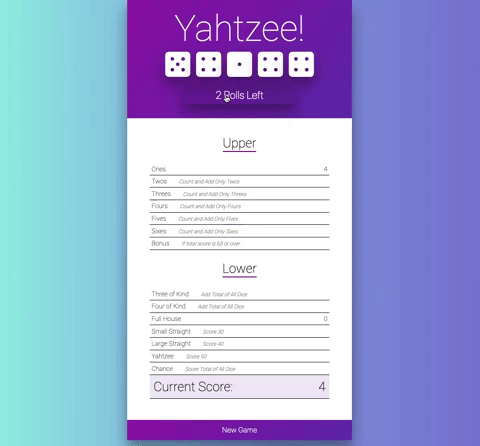 Yahtzee!
2 Rolls Left
Upper
Ones 4
Twos Count and Add Only Twos
Threes Count and Add Only Threes
Fours Count and Add Only Fours
Fives Count and Add Only Fives
Sixes Count and Add Only Sixes
Bonus If total score is 63 or over
Lower
Three of Kind Add Total of All Dice
Four of Kind Add Total of All Dice
Full House 0
Small Straight Score 30
Large Straight Score 40
Yahtzee Score 50
Chance Score Total of All Dice
Current Score: 4
New Game